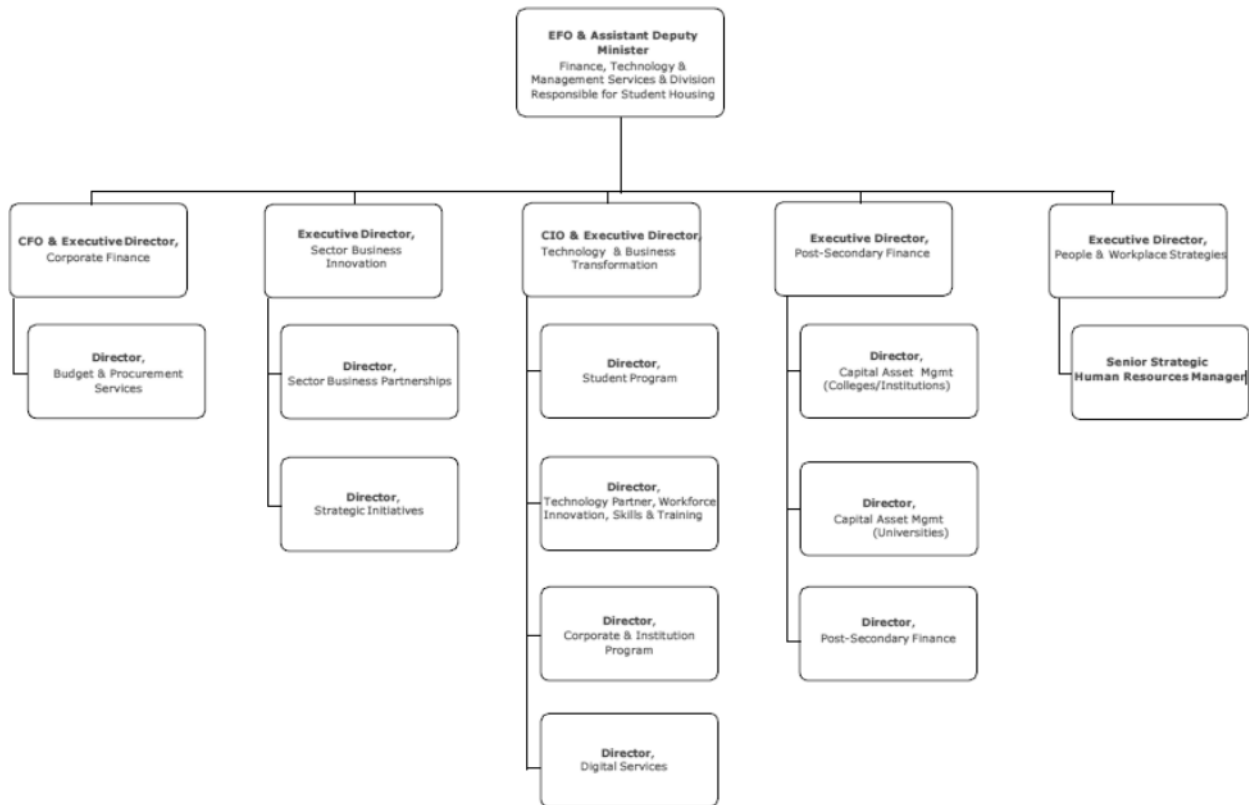 EFO & Assistant Deputy
Minister
Finance, Technology &
Management Services & Division
Responsible for Student Housing
CFO & Executive Director,
Corporate Finance
Executive Director,
Sector Business
Innovation
CIO & Executive Director,
Technology & Business
Transformation
Executive Director,
Post-Secondary Finance
Executive Director,
People & Workplace Strategies
Director,
Budget & Procurement
Services
Director,
Sector Business Partnerships
Director,
Student Program
Director,
Capital Asset Mgmt
(Colleges/Institutions)
Senior Strategic
Human Resources Manager
Director,
Strategic Initiatives
Director,
Technology Partner, Workforce
Innovation, Skills & Training
Director,
Capital Asset Mgmt
(Universities)
Director,
Corporate & Institution
Program
Director,
Post-Secondary Finance
Director,
Digital Services